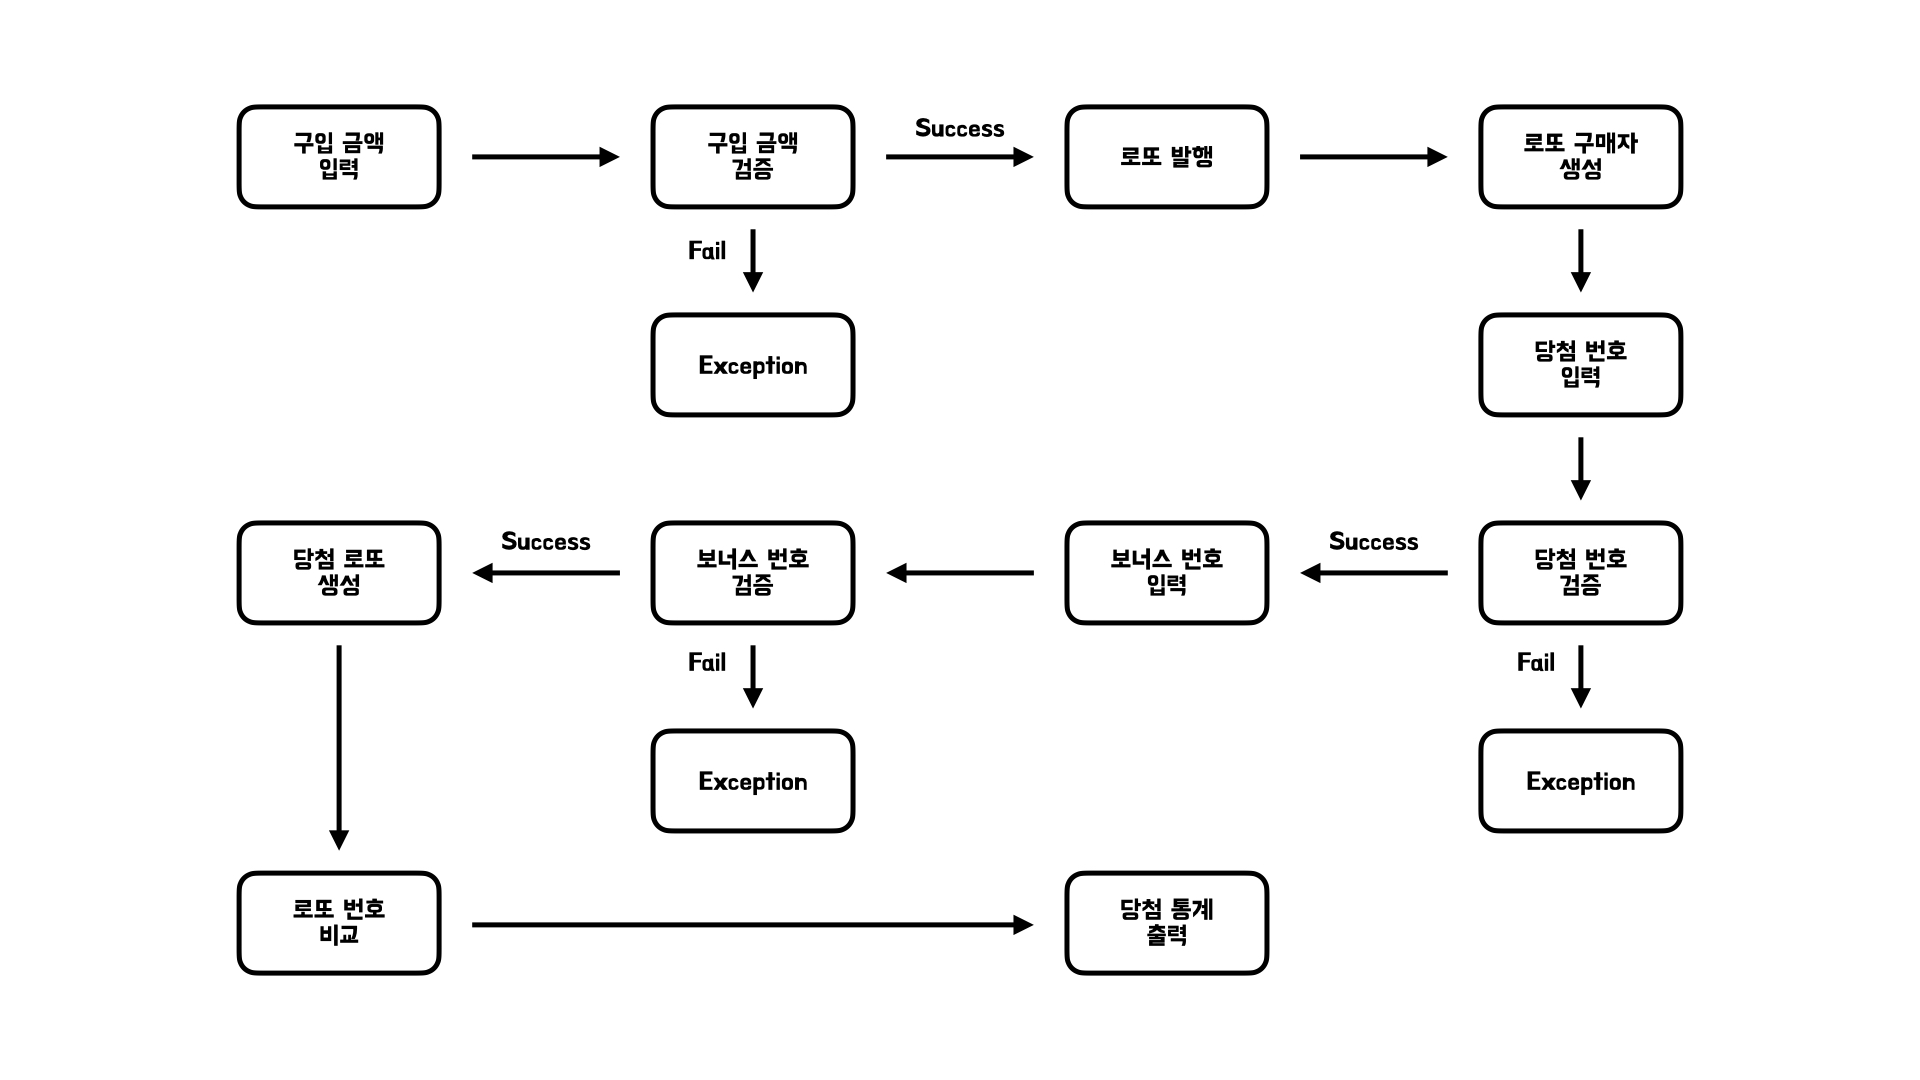 구입 금액
입력
구입 금액
검증
Success
로또 발행
로또 구매자
생성
Fail
Exception
당첨 번호
입력
당첨 로또
생성
Success
보너스 번호
검증
보너스 번호
입력
Success
당첨 번호
검증
Fail
Fail
Exception
Exception
로또 번호
비교
당첨 통계
출력